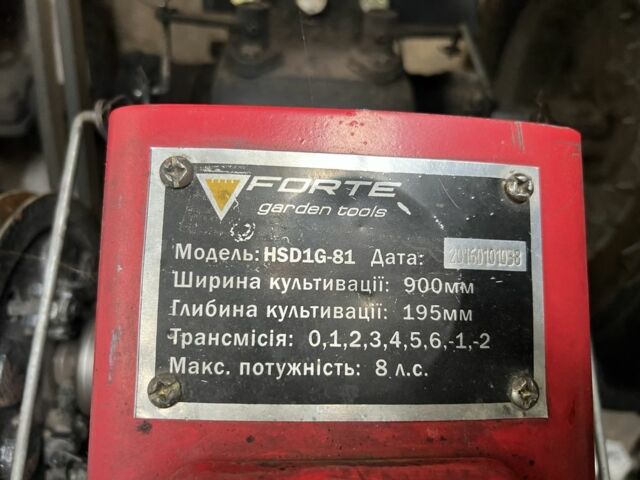 FORTE
garden tools
Модель: HSD1G-81 Дата: 20160101038
Ширина культивації: 900мм
Глибина культивації: 195мм
Трансмісія: 0,1,2,3,4,5,6,-1,-2
Макс. потужність: 8 л.с.